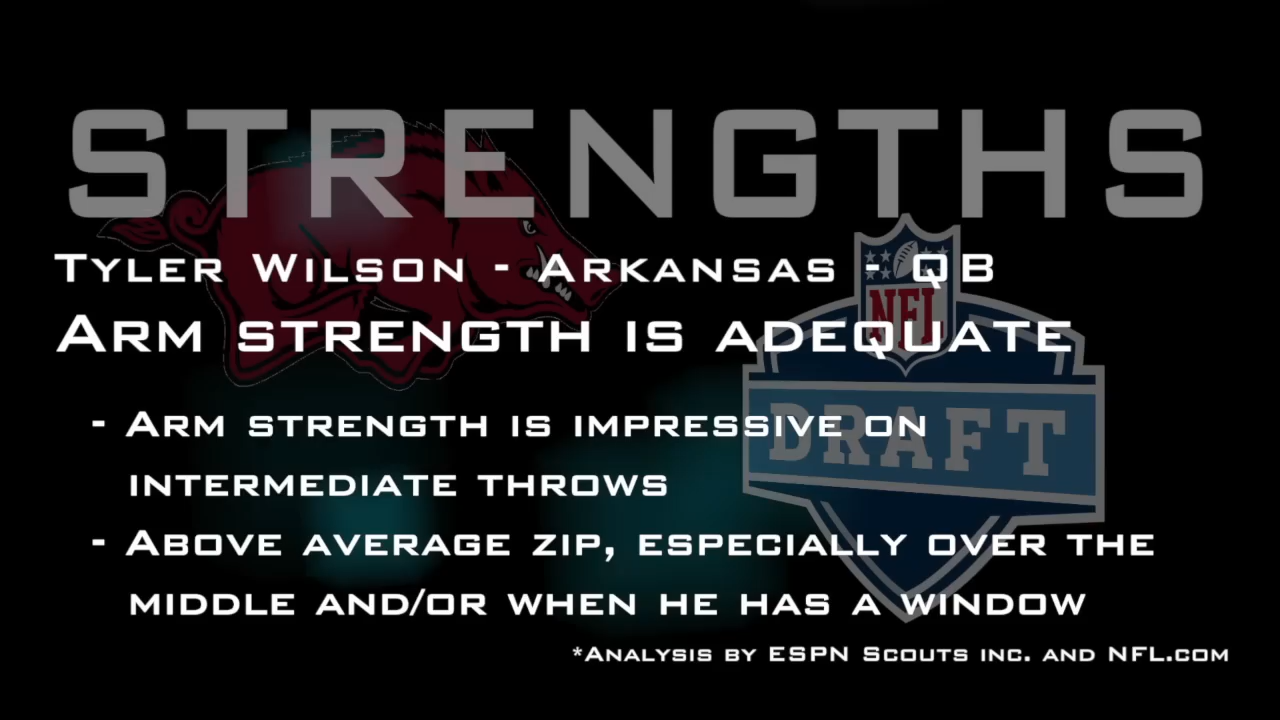 STRENGTHS
TYLER WILSON - ARKANSAS - QB
ARM STRENGTH IS ADEQUATE
- ARM STRENGTH IS IMPRESSIVE ON
INTERMEDIATE THROWS
- ABOVE AVERAGE ZIP, ESPECIALLY OVER THE
MIDDLE AND/OR WHEN HE HAS A WINDOW
*ANALYSIS BY ESPN SCOUTS INC. AND NFL.COM
NFL
DRAFT